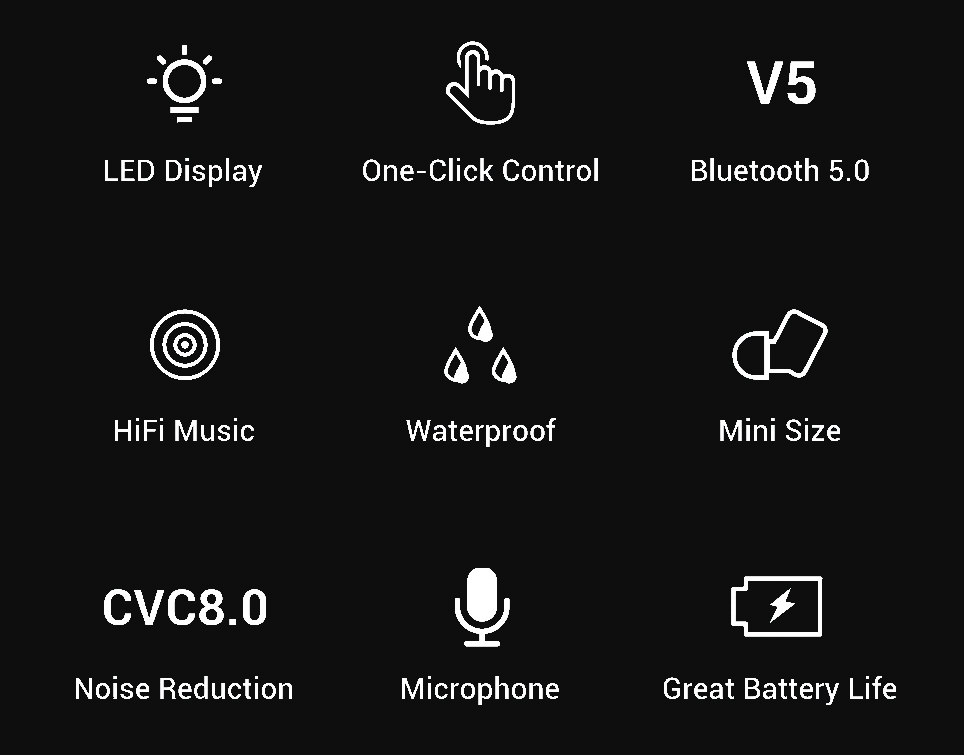 V5
LED Display
One-Click Control
Bluetooth 5.0
HiFi Music
Waterproof
Mini Size
CVC8.0
Noise Reduction
Microphone
Great Battery Life